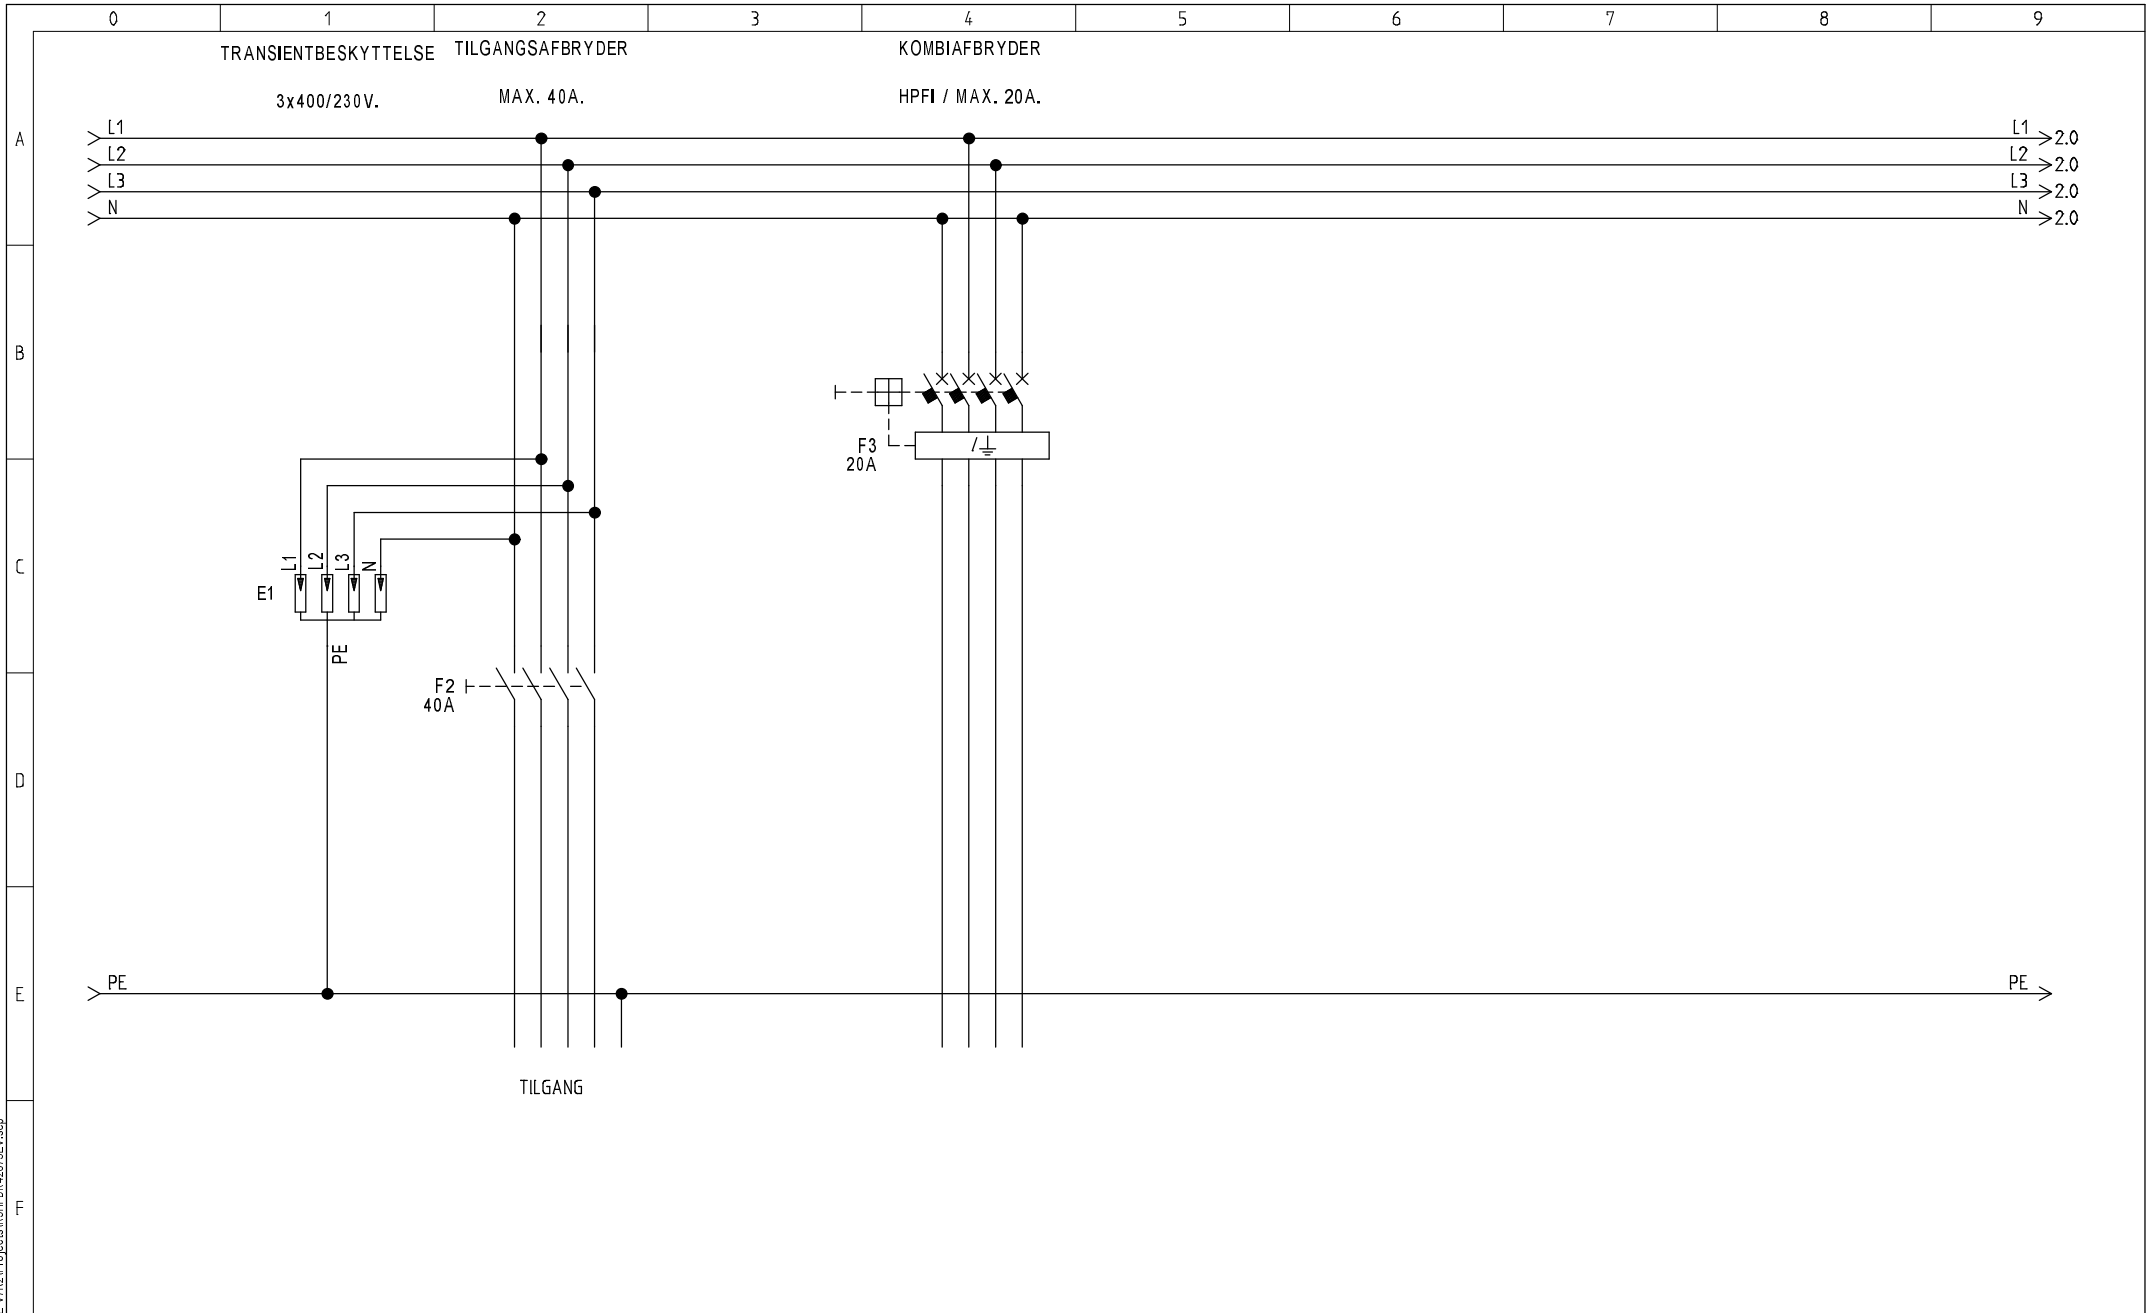 0 1 2 3 4 5 6 7 8 9
TRANSIENTBESKYTTELSE TILGANGSAFBRYDER KOMBIAFBRYDER
3x400/230V. MAX. 40A. HPFI / MAX. 20A.
A
L1 L1 2.0
L2 L2 2.0
L3 L3 2.0
N N 2.0
B
F3
20A
C
L1 L2 L3 N
E1
PE
F2
40A
D
E
PE PE
TILGANG
F